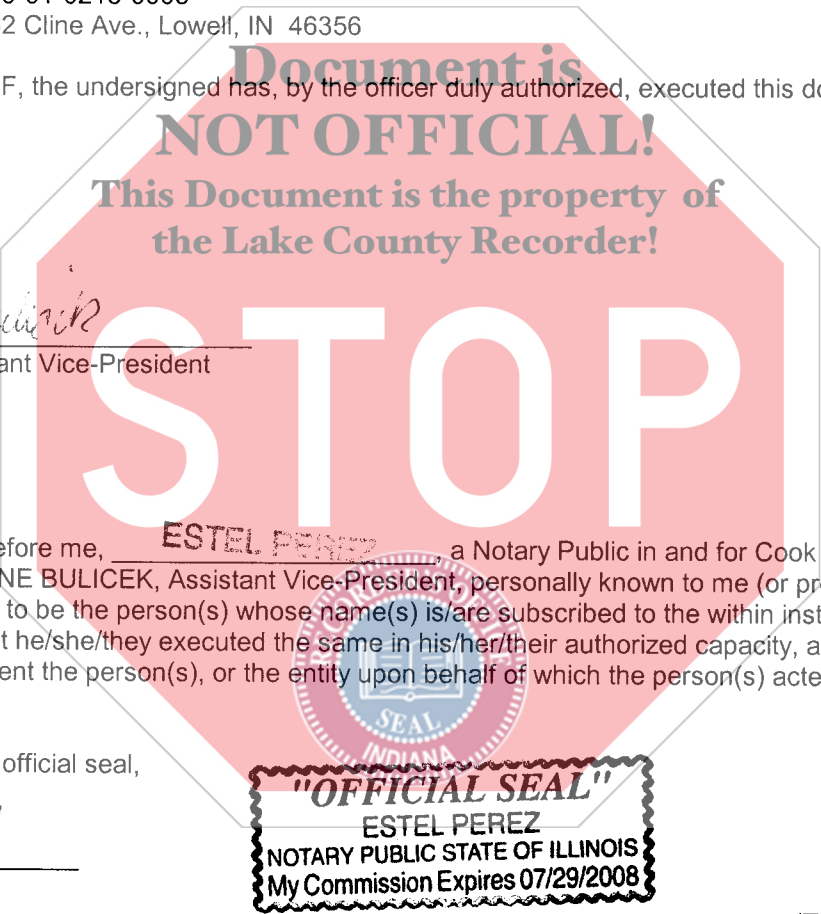 2 Cline Ave., Lowell, IN 46356
Document is
F, the undersigned has, by the officer duly authorized, executed this do
NOT OFFICIAL!
This Document is the property of
the Lake County Recorder!
STOP
ant Vice-President
efore me, ESTEL PEREZ, a Notary Public in and for Cook
NE BULICEK, Assistant Vice-President, personally known to me (or pr
to be the person(s) whose name(s) is/are subscribed to the within inst
t he/she/they executed the same in his/her/their authorized capacity, a
ent the person(s), or the entity upon behalf of which the person(s) acte
SEAL
INDIANA
official seal,
"OFFICIAL SEAL"
ESTEL PEREZ
NOTARY PUBLIC STATE OF ILLINOIS
My Commission Expires 07/29/2008